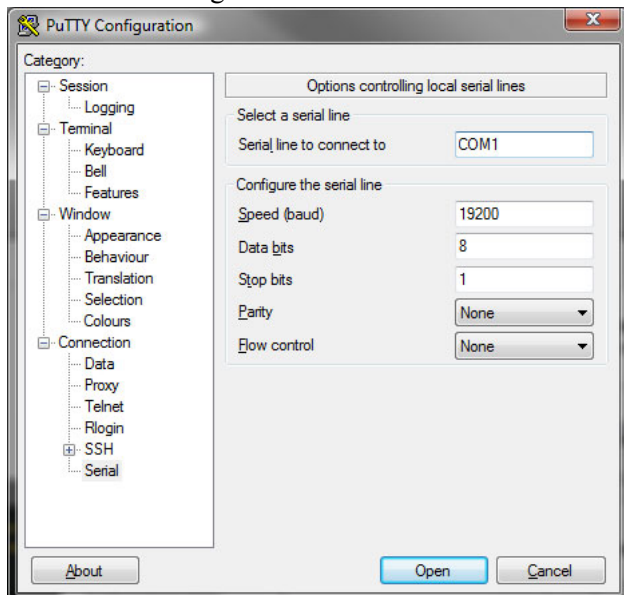 PuTTY Configuration
Category:
Session
Logging
Terminal
Keyboard
Bell
Features
Window
Appearance
Behaviour
Translation
Selection
Colours
Connection
Data
Proxy
Telnet
Rlogin
SSH
Serial
Options controlling local serial lines
Select a serial line
Serial line to connect to COM1
Configure the serial line
Speed (baud) 19200
Data bits 8
Stop bits 1
Parity None
Flow control None
About Open Cancel